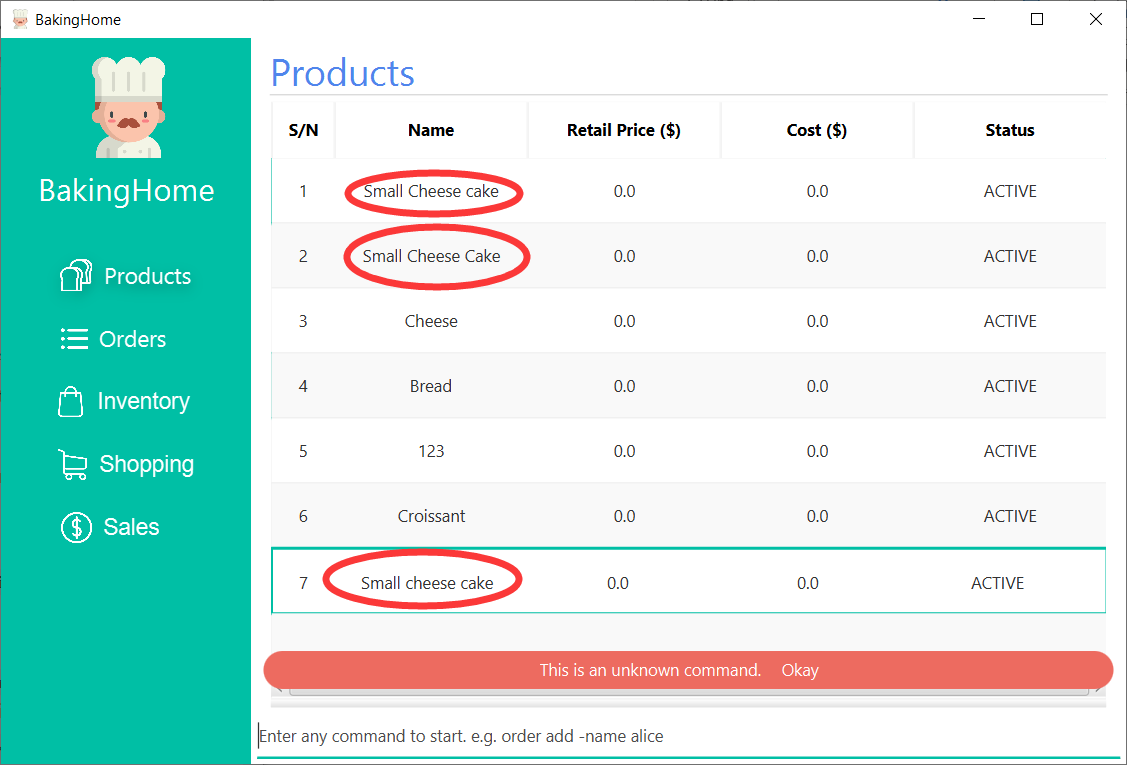 BakingHome
BakingHome
Products
Orders
Inventory
Shopping
Sales
Products
S/N Name Retail Price ($) Cost ($) Status
1 Small Cheese cake 0.0 0.0 ACTIVE
2 Small Cheese Cake 0.0 0.0 ACTIVE
3 Cheese 0.0 0.0 ACTIVE
4 Bread 0.0 0.0 ACTIVE
5 123 0.0 0.0 ACTIVE
6 Croissant 0.0 0.0 ACTIVE
7 Small cheese cake 0.0 0.0 ACTIVE
This is an unknown command. Okay
Enter any command to start. e.g. order add -name alice